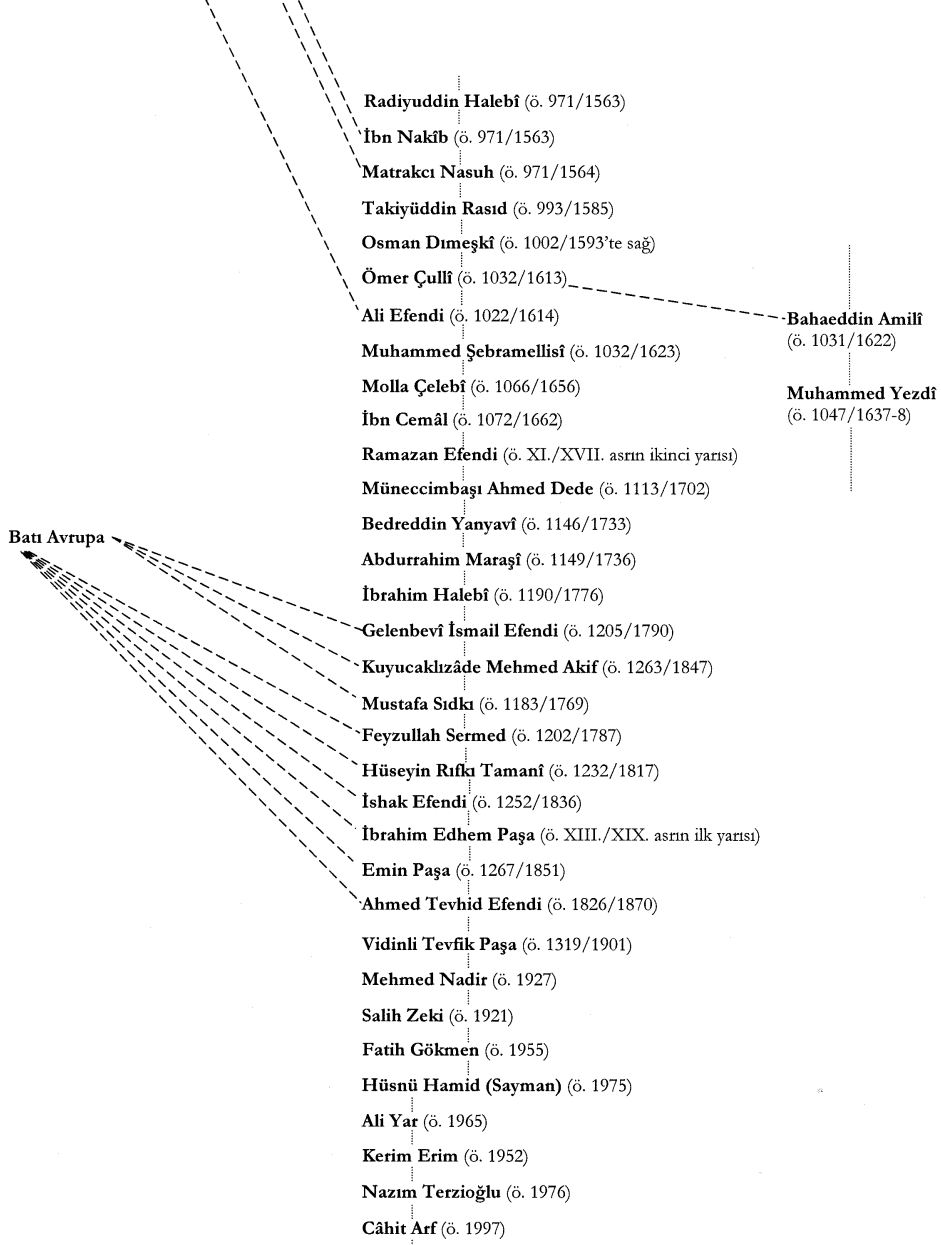 Radiyuddin Halebî (ö. 971/1563)
İbn Nakîb (ö. 971/1563)
Matrakcı Nasuh (ö. 971/1564)
Takiyüddin Rasıd (ö. 993/1585)
Osman Dımeşkî (ö. 1002/1593'te sağ)
Ömer Çullî (ö. 1032/1613)
Ali Efendi (ö. 1022/1614)
Bahaeddin Amilî
(ö. 1031/1622)
Muhammed Şebramellisî (ö. 1032/1623)
Molla Çelebî (ö. 1066/1656)
Muhammed Yezdî
(ö. 1047/1637-8)
İbn Cemâl (ö. 1072/1662)
Ramazan Efendi (ö. XI./XVII. asrın ikinci yarısı)
Müneccimbaşı Ahmed Dede (ö. 1113/1702)
Bedreddin Yanyavî (ö. 1146/1733)
Batı Avrupa
Abdurrahim Maraşî (ö. 1149/1736)
İbrahim Halebî (ö. 1190/1776)
Gelenbevî İsmail Efendi (ö. 1205/1790)
Kuyucaklızâde Mehmed Akif (ö. 1263/1847)
Mustafa Sıdkı (ö. 1183/1769)
Feyzullah Sermed (ö. 1202/1787)
Hüseyin Rıfkı Tamanî (ö. 1232/1817)
İshak Efendi (ö. 1252/1836)
İbrahim Edhem Paşa (ö. XIII./XIX. asrın ilk yarısı)
Emin Paşa (ö. 1267/1851)
Ahmed Tevhid Efendi (ö. 1826/1870)
Vidinli Tevfik Paşa (ö. 1319/1901)
Mehmed Nadir (ö. 1927)
Salih Zeki (ö. 1921)
Fatih Gökmen (ö. 1955)
Hüsnü Hamid (Sayman) (ö. 1975)
Ali Yar (ö. 1965)
Kerim Erim (ö. 1952)
Nazım Terzioğlu (ö. 1976)
Câhit Arf (ö. 1997)